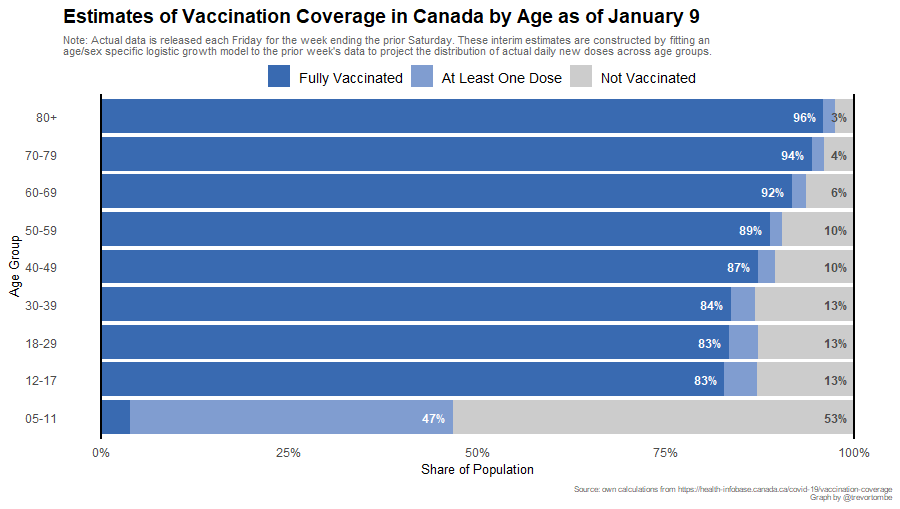 Estimates of Vaccination Coverage in Canada by Age as of January 9
Note: Actual data is released each Friday for the week ending the prior Saturday. These interim estimates are constructed by fitting an
age/sex specific logistic growth model to the prior week's data to project the distribution of actual daily new doses across age groups.
Fully Vaccinated At Least One Dose Not Vaccinated
80+ 96% 3%
70-79 94% 4%
60-69 92% 6%
50-59 89% 10%
Age Group
40-49 87% 10%
30-39 84% 13%
18-29 83% 13%
12-17 83% 13%
05-11 47% 53%
0% 25% 50% 75% 100%
Share of Population
Source: own calculations from https://health-infobase.canada.ca/covid-19/vaccination-coverage
Graph by @trevortombe